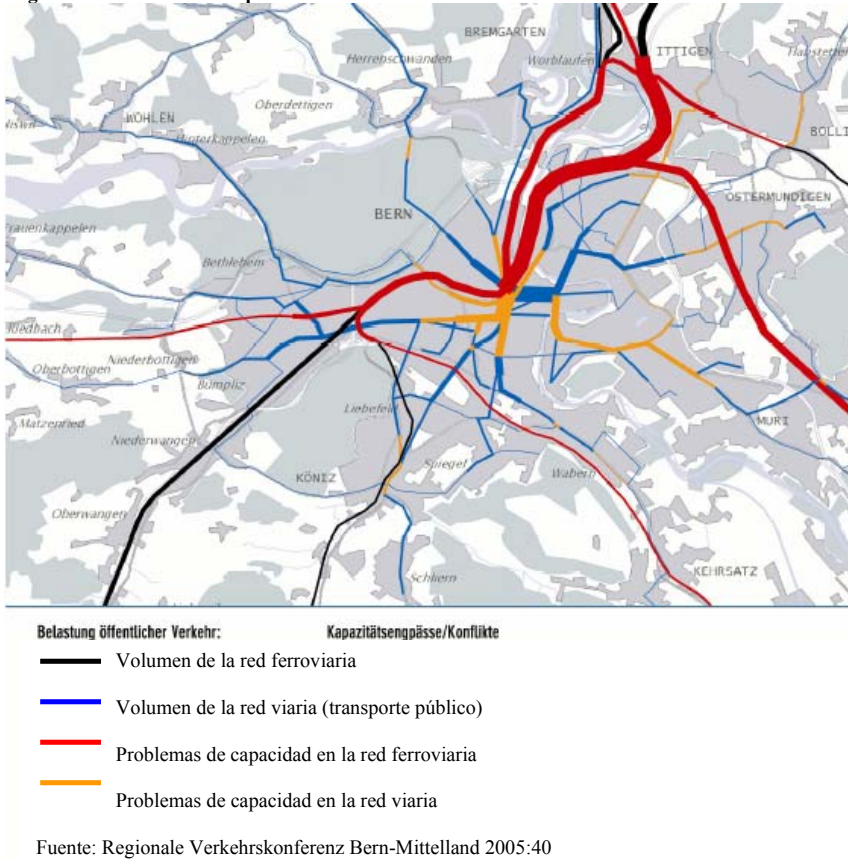 BREMGARTEN
ITTIGEN
Herrenschwanden
Worblaufen
Oberdettigen
WOHLEN
Hinterkappelen
BOLLI
OSTERMUNDIGEN
BERN
Frauenkappelen
Bethlehem
Riedbach
Oberbottigen
Niederbottigen
Bümpliz
Matzenried
Liebefeld
MURI
Niederwangen
Spiegel
Wabern
KÖNIZ
Oberwangen
KEHRSATZ
Schliern
Belastung öffentlicher Verkehr: Kapazitätsengpässe/Konflikte
Volumen de la red ferroviaria
Volumen de la red viaria (transporte público)
Problemas de capacidad en la red ferroviaria
Problemas de capacidad en la red viaria
Fuente: Regionale Verkehrskonferenz Bern-Mittelland 2005:40